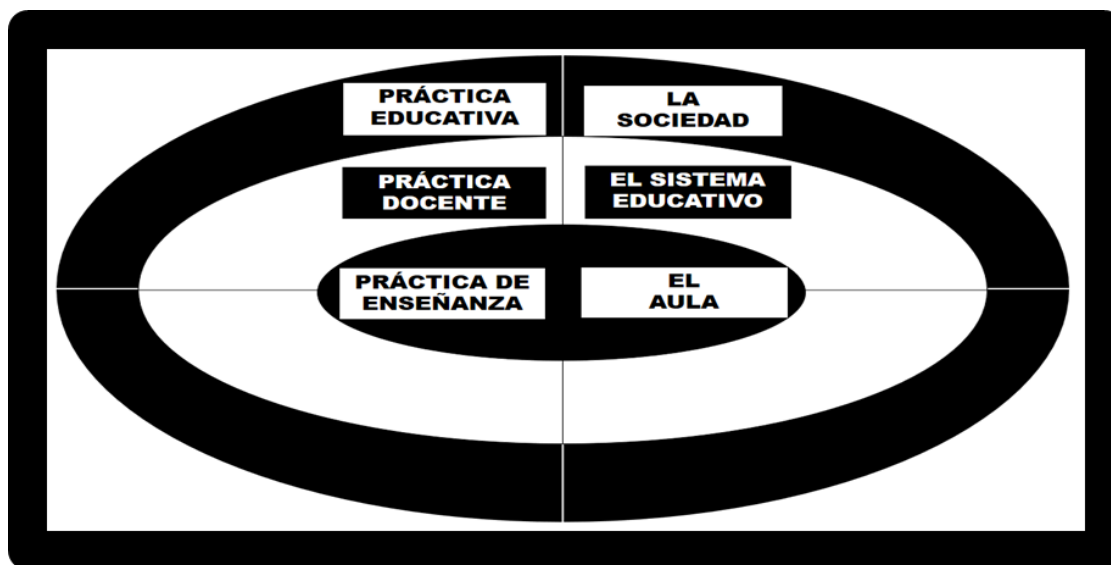 PRÁCTICA
EDUCATIVA
LA
SOCIEDAD
PRÁCTICA
DOCENTE
EL SISTEMA
EDUCATIVO
PRÁCTICA DE
ENSEÑANZA
EL
AULA